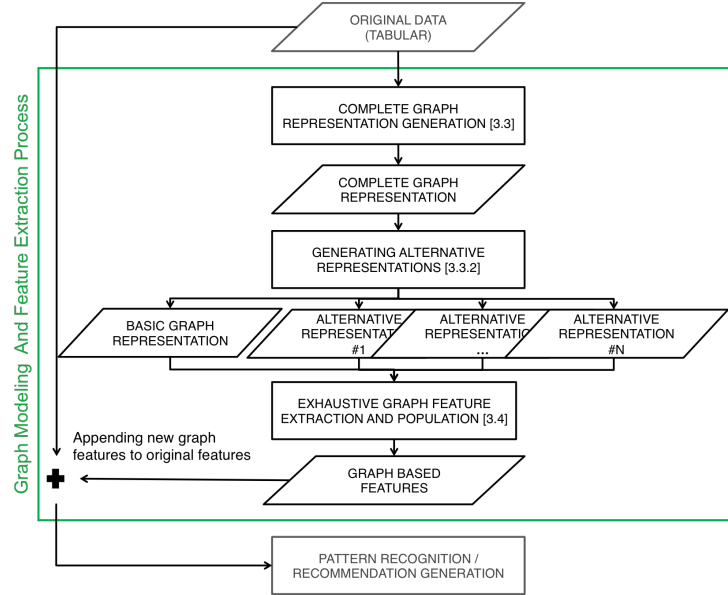 ORIGINAL DATA
(TABULAR)
Graph Modeling And Feature Extraction Process
COMPLETE GRAPH
REPRESENTATION GENERATION [3.3]
COMPLETE GRAPH
REPRESENTATION
GENERATING ALTERNATIVE
REPRESENTATIONS [3.3.2]
BASIC GRAPH
REPRESENTATION
ALTERNATIVE
REPRESENTAT
#1
ALTERNATIVE
REPRESENTATIO
...
ALTERNATIVE
REPRESENTATION
#N
EXHAUSTIVE GRAPH FEATURE
EXTRACTION AND POPULATION [3.4]
Appending new graph
features to original features
GRAPH BASED
FEATURES
PATTERN RECOGNITION /
RECOMMENDATION GENERATION